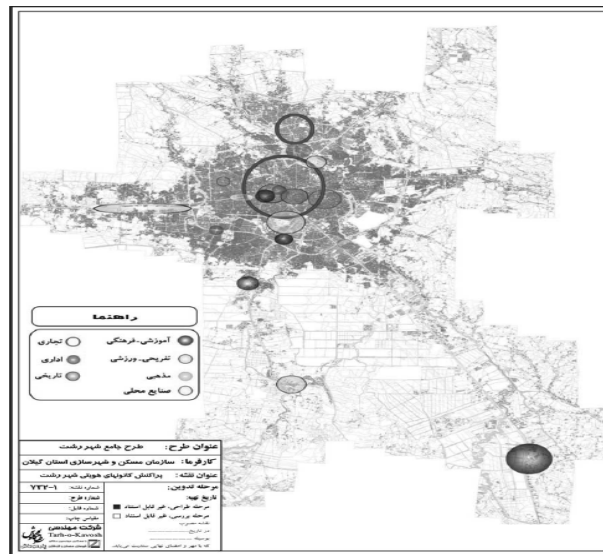 راهنما
آموزشی-فرهنگی
تجاری
تفریحی-ورزشی
اداری
مذهبی
تاریخی
صنایع محلی
عنوان طرح: طرح جامع شهر رشت
کارفرما: سازمان مسکن و شهرسازی استان گیلان
عنوان نقشه: پراکنش کانونهای هویتی شهر رشت
مرحله تدوین:
شماره نقشه: ۷۳۲-۱
تاریخ تهیه:
شماره طرح:
مرحله طراحی، غیر قابل استناد
شماره فایل:
مرحله بررسی، غیر قابل استناد
مقیاس چاپ:
شرکت مهندسی
Tarh-o-Kavosh